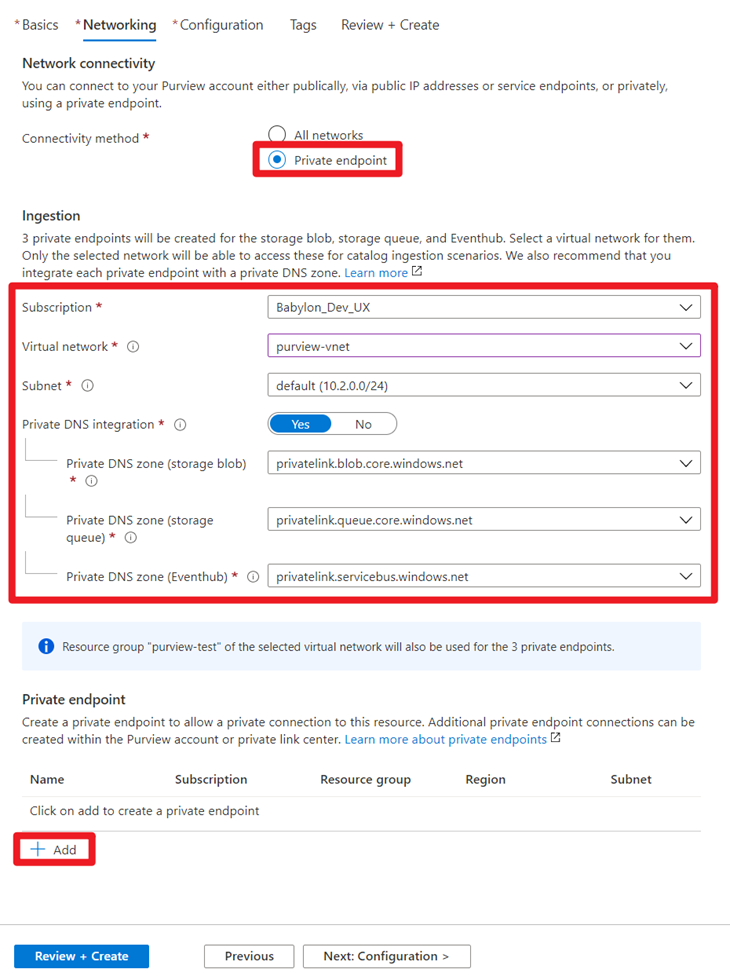 * Basics * Networking * Configuration Tags Review + Create
Network connectivity
You can connect to your Purview account either publically, via public IP addresses or service endpoints, or privately,
using a private endpoint.
Connectivity method *
All networks
Private endpoint
Ingestion
3 private endpoints will be created for the storage blob, storage queue, and Eventhub. Select a virtual network for them.
Only the selected network will be able to access these for catalog ingestion scenarios. We also recommend that you
integrate each private endpoint with a private DNS zone. Learn more
Subscription * Babylon_Dev_UX
Virtual network * purview-vnet
Subnet * default (10.2.0.0/24)
Private DNS integration * Yes No
Private DNS zone (storage blob) privatelink.blob.core.windows.net
*
Private DNS zone (storage privatelink.queue.core.windows.net
queue) *
Private DNS zone (Eventhub) * privatelink.servicebus.windows.net
Resource group "purview-test" of the selected virtual network will also be used for the 3 private endpoints.
Private endpoint
Create a private endpoint to allow a private connection to this resource. Additional private endpoint connections can be
created within the Purview account or private link center. Learn more about private endpoints
Name Subscription Resource group Region Subnet
Click on add to create a private endpoint
+ Add
Review + Create Previous Next: Configuration >